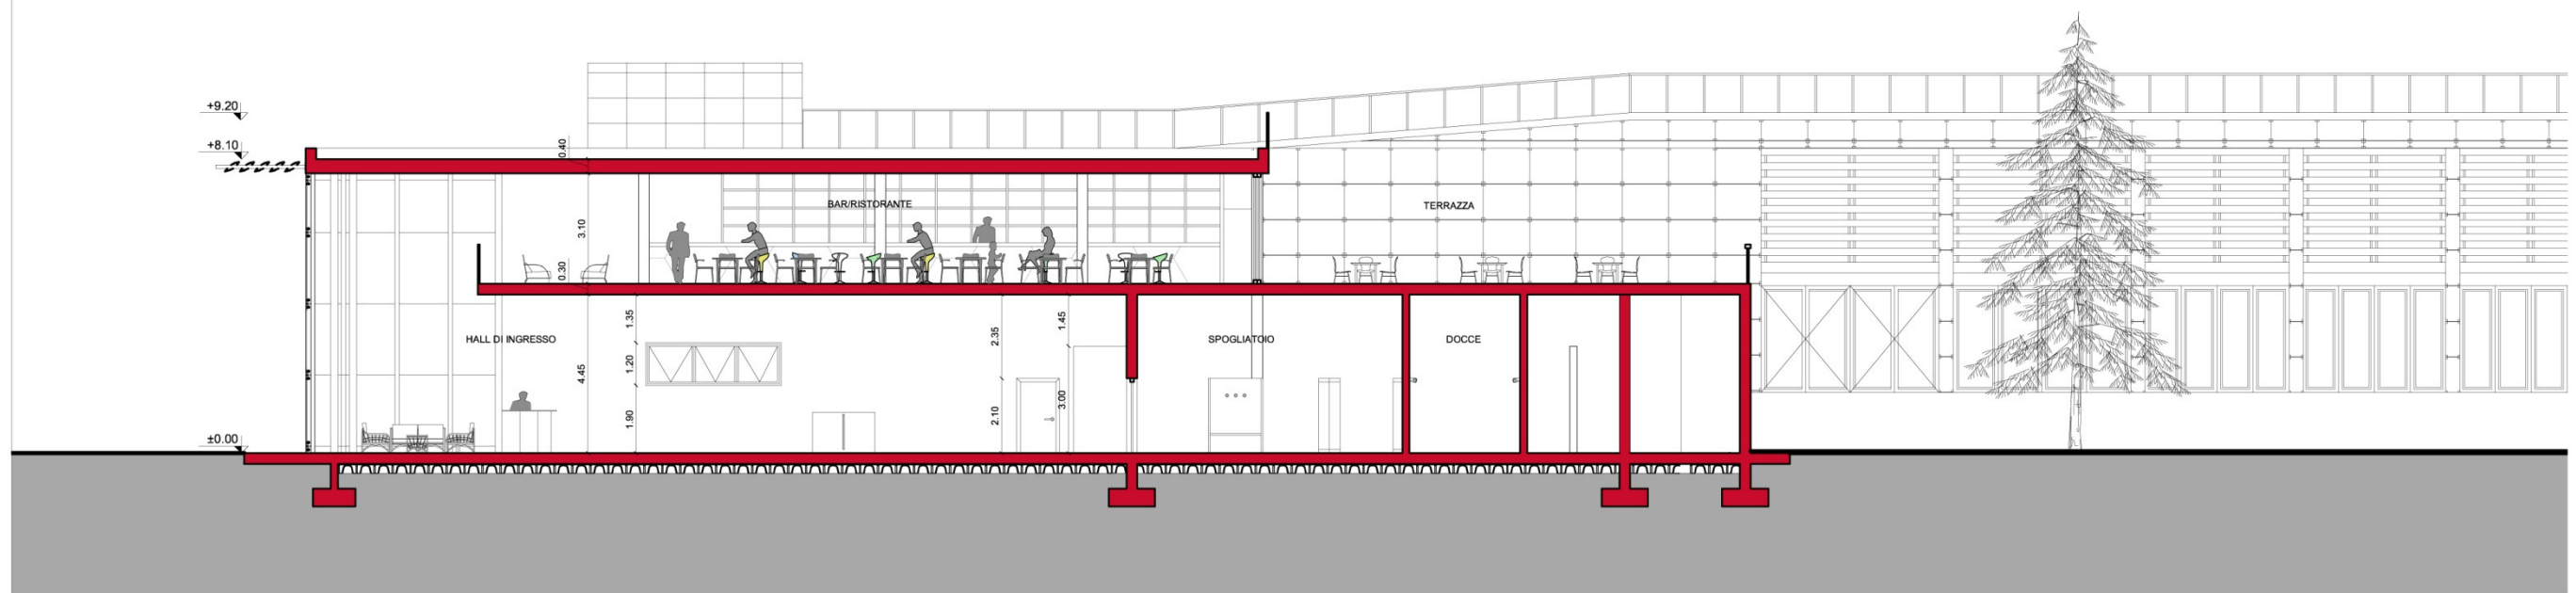 +9.20
+8.10
0.40
BAR/RISTORANTE
TERRAZZA
3.10
0.30
HALL DI INGRESSO
1.35
2.35
1.45
SPOGLIATOIO
DOCCE
4.45
1.20
1.90
2.10
3.00
±0.00